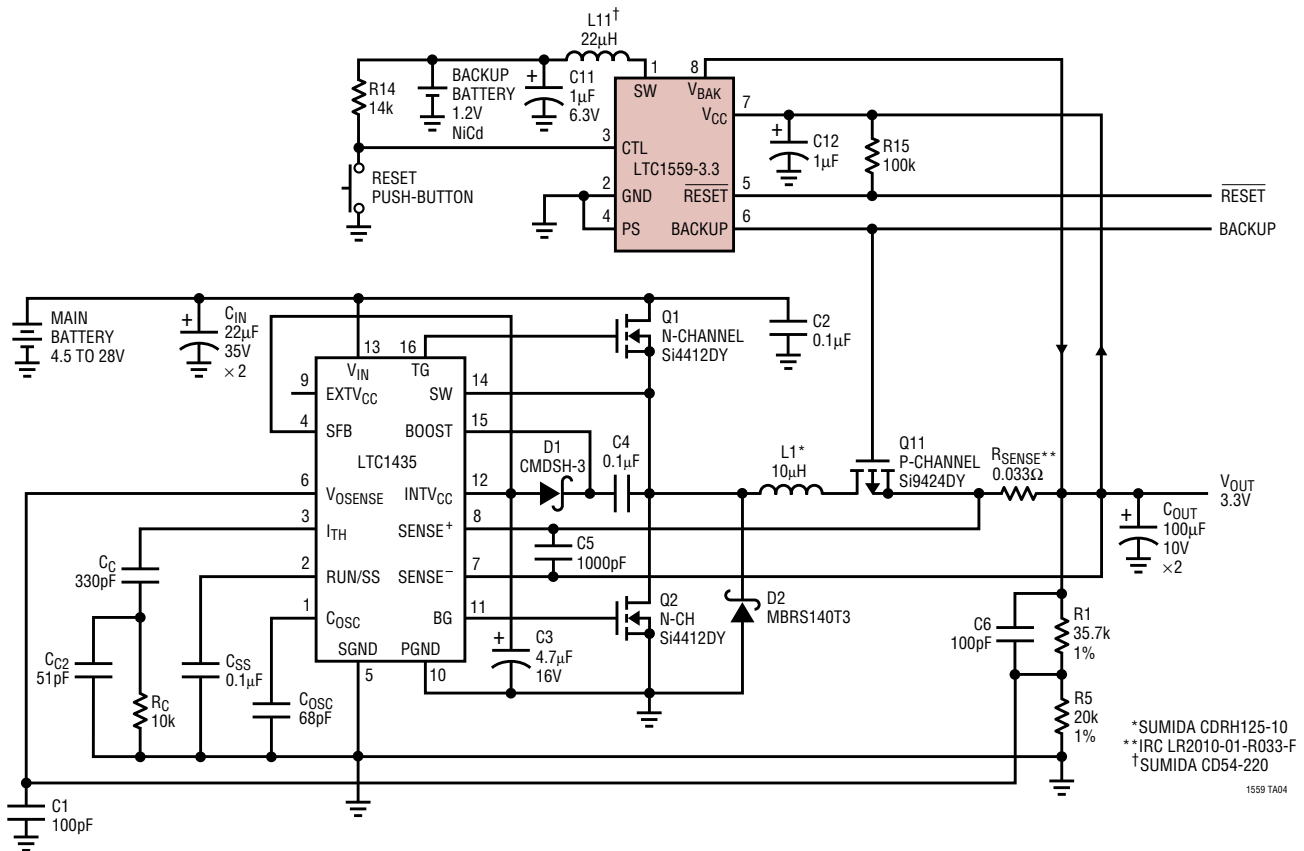 L11†
22µH
R14
14k
BACKUP
BATTERY
1.2V
NiCd
+
C11
1µF
6.3V
1
8
SW
VBAK
VCC
7
3
CTL
LTC1559-3.3
2
GND
RESET
5
4
PS
BACKUP
6
+
C12
1µF
R15
100k
RESET
BACKUP
RESET
PUSH-BUTTON
MAIN
BATTERY
4.5 TO 28V
+
CIN
22µF
35V
×2
13
16
VIN
TG
9
EXTVCC
SW
14
4
SFB
BOOST
15
LTC1435
6
VOSENSE
INTVCC
12
3
ITH
SENSE+
8
2
RUN/SS
SENSE–
7
1
COSC
BG
11
SGND
PGND
5
10
Q1
N-CHANNEL
Si4412DY
C2
0.1µF
D1
CMDSH-3
C4
0.1µF
L1*
10µH
Q11
P-CHANNEL
Si9424DY
RSENSE**
0.033Ω
VOUT
3.3V
+
COUT
100µF
10V
×2
C5
1000pF
CC
330pF
CC2
51pF
RC
10k
CSS
0.1µF
COSC
68pF
+
C3
4.7µF
16V
Q2
N-CH
Si4412DY
D2
MBRS140T3
C6
100pF
R1
35.7k
1%
R5
20k
1%
C1
100pF
*SUMIDA CDRH125-10
**IRC LR2010-01-R033-F
†SUMIDA CD54-220
1559 TA04